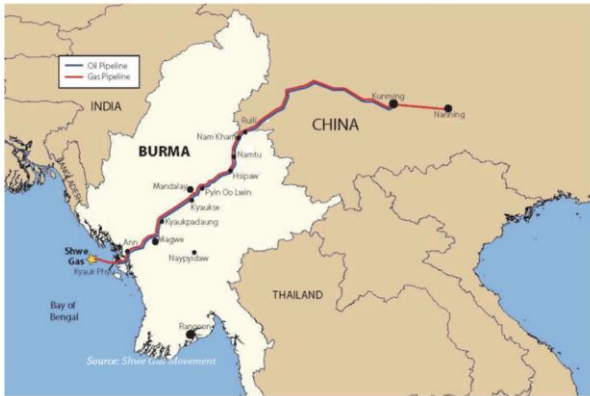 Oil Pipeline
Gas Pipeline
INDIA
BANGLADESH
BURMA
CHINA
Kunming
Nanning
Ruili
Nam Kham
Namtu
Hsipaw
Mandalay
Pyin Oo Lwin
Kyaukse
Kyaukpadaung
Ann
Magwe
Shwe
Gas
Kyauk Phyu
Naypyidaw
THAILAND
Bay of
Bengal
Rangoon
Source: Shwe Gas Movement